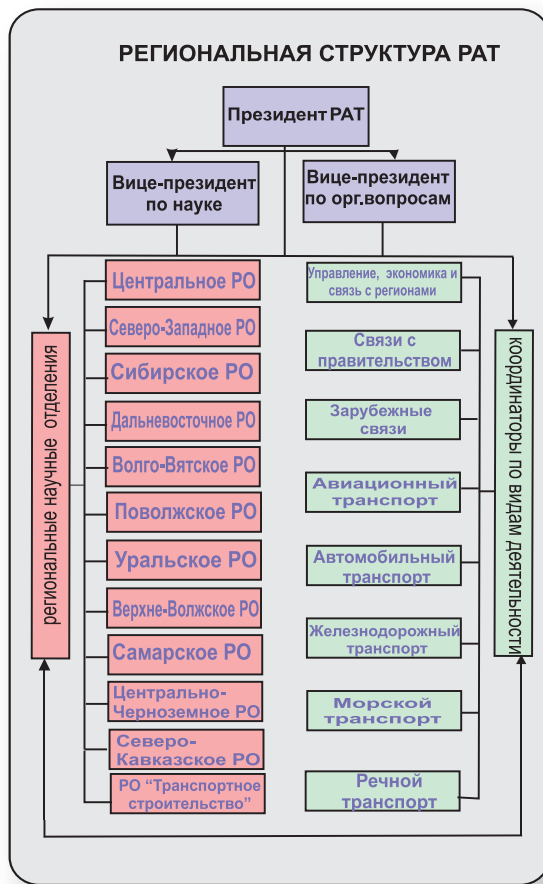 РЕГИОНАЛЬНАЯ СТРУКТУРА РАТ
Президент РАТ
Вице-президент
по науке
Вице-президент
по орг.вопросам
региональные научные отделения
Центральное РО
Северо-Западное РО
Сибирское РО
Дальневосточное РО
Волго-Вятское РО
Поволжское РО
Уральское РО
Верхне-Волжское РО
Самарское РО
Центрально-
Черноземное РО
Северо-
Кавказское РО
РО “Транспортное
строительство”
Управление, экономика и
связь с регионами
Связи с
правительством
Зарубежные
связи
Авиационный
транспорт
Автомобильный
транспорт
Железнодорожный
транспорт
Морской
транспорт
Речной
транспорт
координаторы по видам деятельности